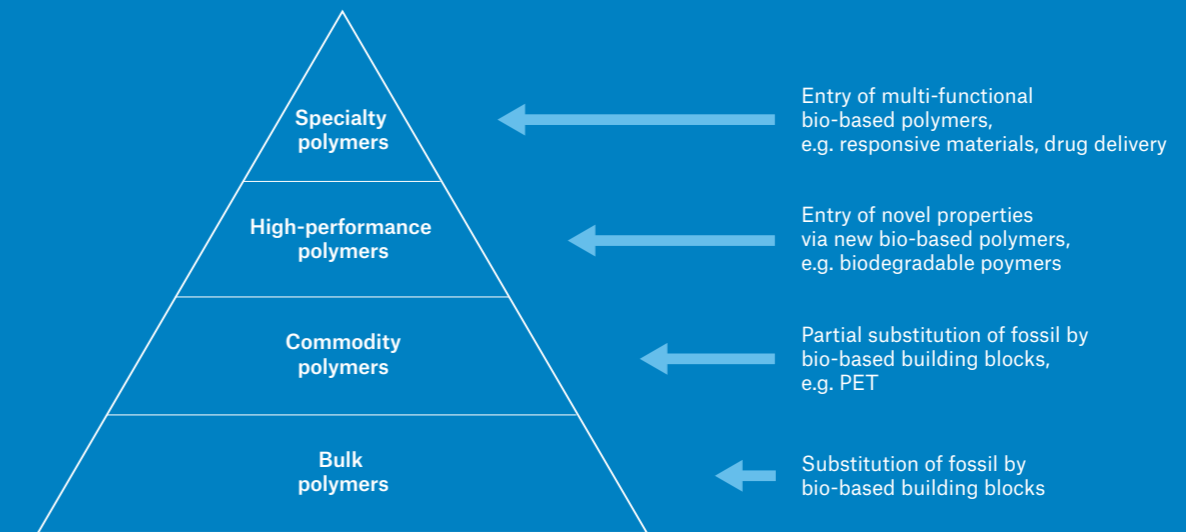 Specialty
polymers
Entry of multi-functional
bio-based polymers,
e.g. responsive materials, drug delivery
High-performance
polymers
Entry of novel properties
via new bio-based polymers,
e.g. biodegradable poymers
Commodity
polymers
Partial substitution of fossil by
bio-based building blocks,
e.g. PET
Bulk
polymers
Substitution of fossil by
bio-based building blocks